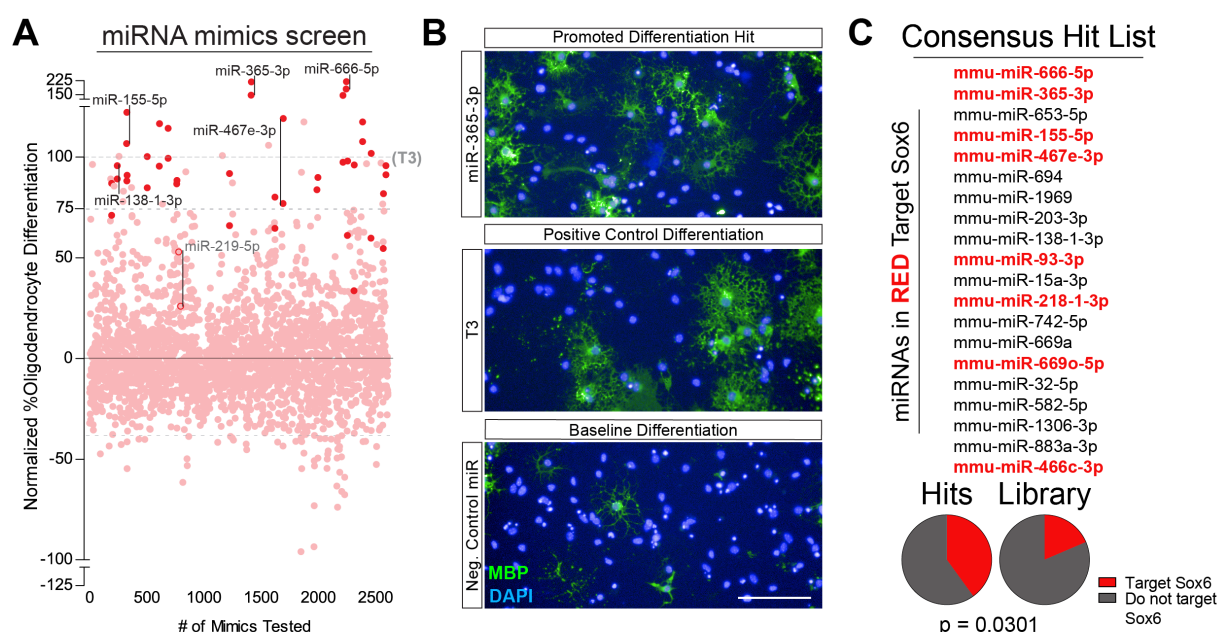 A
miRNA mimics screen
Normalized %Oligodendrocyte Differentiation
225
150
100
75
50
25
0
-50
-100
-125
miR-155-5p
miR-365-3p
miR-666-5p
miR-467e-3p
(T3)
miR-138-1-3p
miR-219-5p
0
500
1000
1500
2000
2500
# of Mimics Tested
B
Promoted Differentiation Hit
miR-365-3p
Positive Control Differentiation
T3
Baseline Differentiation
Neg. Control miR
MBP
DAPI
C
Consensus Hit List
miRNAs in RED Target Sox6
mmu-miR-666-5p
mmu-miR-365-3p
mmu-miR-653-5p
mmu-miR-155-5p
mmu-miR-467e-3p
mmu-miR-694
mmu-miR-1969
mmu-miR-203-3p
mmu-miR-138-1-3p
mmu-miR-93-3p
mmu-miR-15a-3p
mmu-miR-218-1-3p
mmu-miR-742-5p
mmu-miR-669a
mmu-miR-669o-5p
mmu-miR-32-5p
mmu-miR-582-5p
mmu-miR-1306-3p
mmu-miR-883a-3p
mmu-miR-466c-3p
Hits
Library
Target Sox6
Do not target
Sox6
p = 0.0301